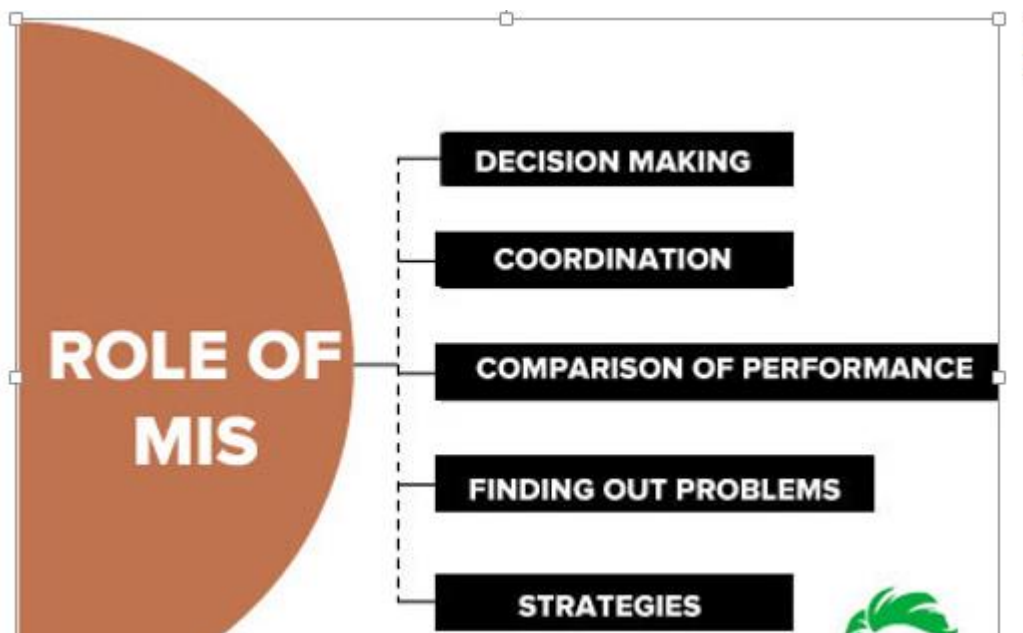 ROLE OF
MIS
DECISION MAKING
COORDINATION
COMPARISON OF PERFORMANCE
FINDING OUT PROBLEMS
STRATEGIES